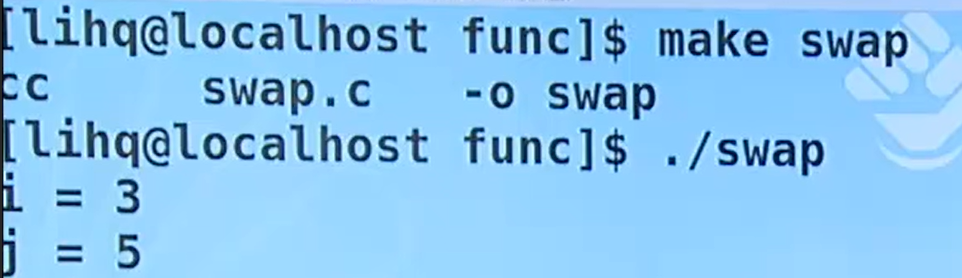 [lihq@localhost func]$ make swap
cc     swap.c   -o swap
[lihq@localhost func]$ ./swap
i = 3
j = 5